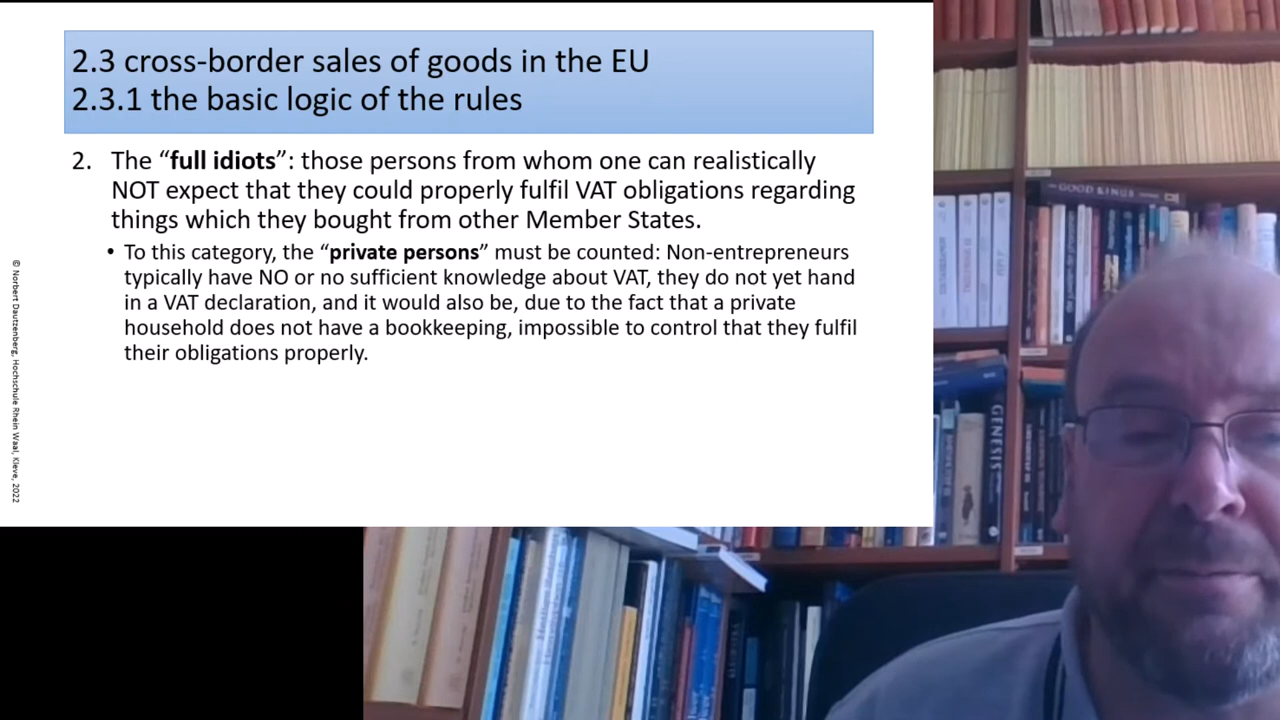 2.3 cross-border sales of goods in the EU
2.3.1 the basic logic of the rules
2. The “full idiots”: those persons from whom one can realistically
NOT expect that they could properly fulfil VAT obligations regarding
things which they bought from other Member States.
• To this category, the “private persons” must be counted: Non-entrepreneurs
typically have NO or no sufficient knowledge about VAT, they do not yet hand
in a VAT declaration, and it would also be, due to the fact that a private
household does not have a bookkeeping, impossible to control that they fulfil
their obligations properly.
© Norbert Dautzenberg, Hochschule Rhein Waal, Kleve, 2022
GOOD KINGS
GENESIS